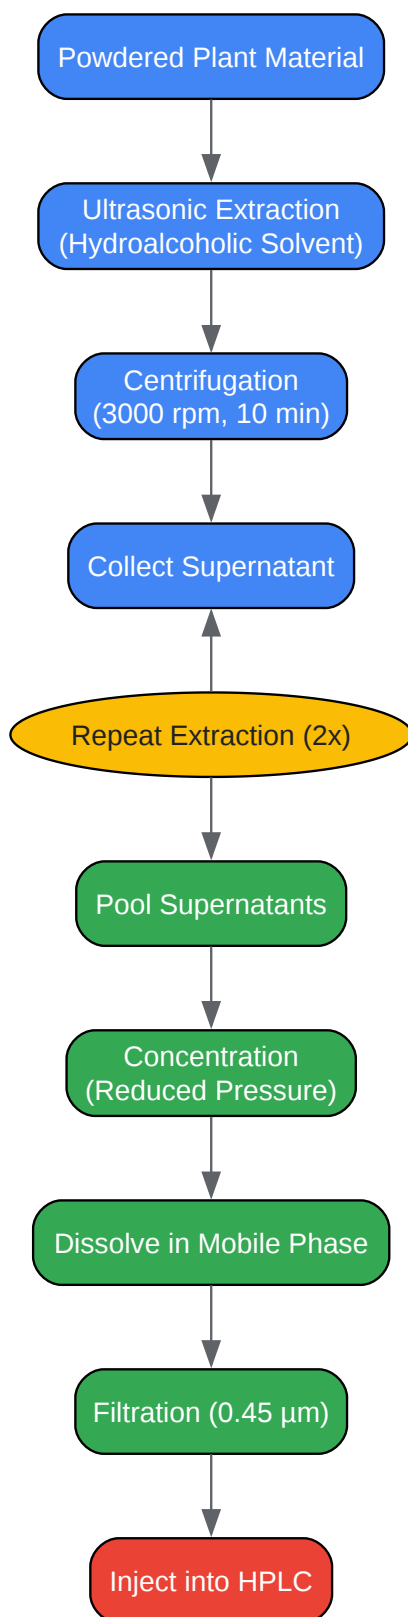 Powdered Plant Material
Ultrasonic Extraction
(Hydroalcoholic Solvent)
Centrifugation
(3000 rpm, 10 min)
Collect Supernatant
Repeat Extraction (2x)
Pool Supernatants
Concentration
(Reduced Pressure)
Dissolve in Mobile Phase
Filtration (0.45 µm)
Inject into HPLC